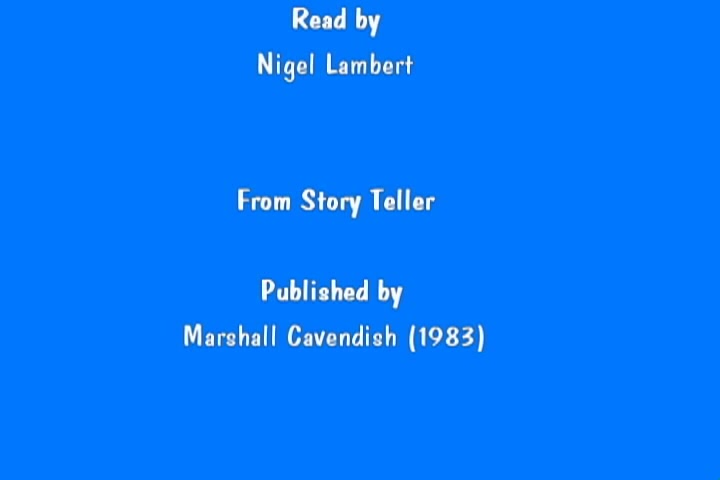 Read by
Nigel Lambert
From Story Teller
Published by
Marshall Cavendish (1983)